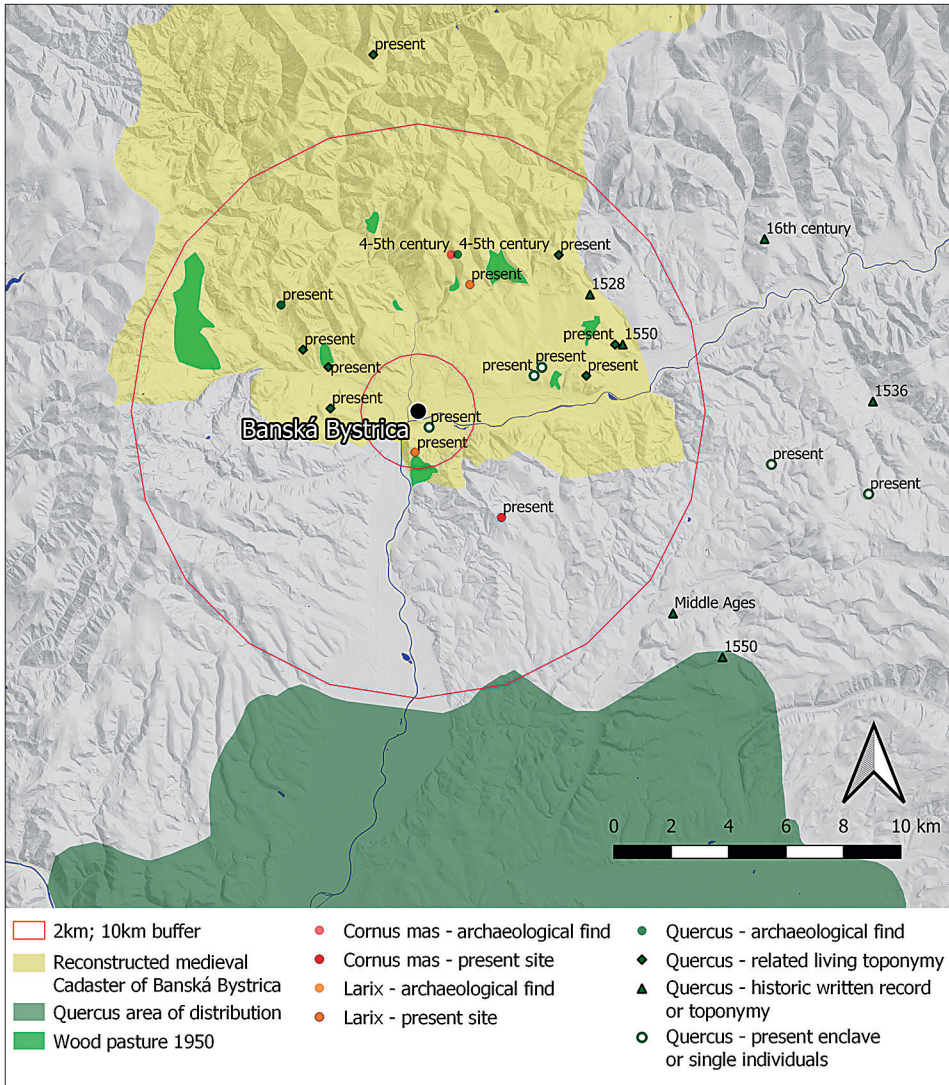 present
16th century
4-5th century
4-5th century
present
present
1528
present
present
1550
present
present
present
present
present
present
1536
present
Banská Bystrica
present
present
present
present
Middle Ages
1550
0 2 4 6 8 10 km
2km; 10km buffer
Reconstructed medieval
Cadaster of Banská Bystrica
Quercus area of distribution
Wood pasture 1950
Cornus mas - archaeological find
Cornus mas - present site
Larix - archaeological find
Larix - present site
Quercus - archaeological find
Quercus - related living toponymy
Quercus - historic written record
or toponymy
Quercus - present enclave
or single individuals